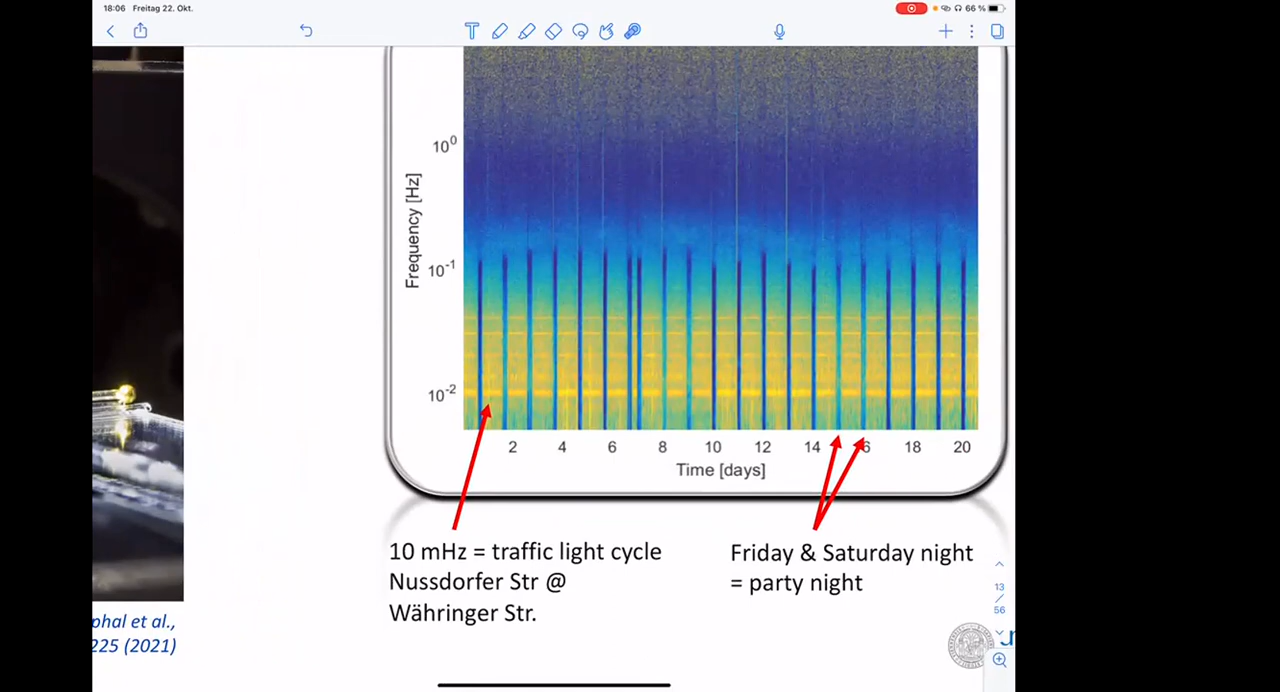 18:06 Freitag 22. Okt.
66 %
10⁰
10⁻¹
10⁻²
Frequency [Hz]
2 4 6 8 10 12 14 16 18 20
Time [days]
10 mHz = traffic light cycle
Nussdorfer Str @
Währinger Str.
Friday & Saturday night
= party night
phal et al.,
225 (2021)
13
/
56